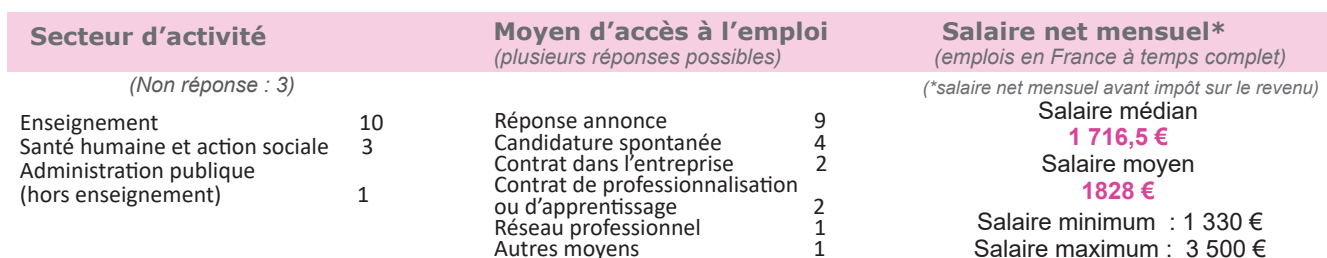 Secteur d’activité
(Non réponse : 3)
Enseignement 10
Santé humaine et action sociale 3
Administration publique
(hors enseignement) 1
Moyen d’accès à l’emploi
(plusieurs réponses possibles)
Réponse annonce 9
Candidature spontanée 4
Contrat dans l’entreprise 2
Contrat de professionnalisation
ou d’apprentissage 2
Réseau professionnel 1
Autres moyens 1
Salaire net mensuel*
(emplois en France à temps complet)
(*salaire net mensuel avant impôt sur le revenu)
Salaire médian
1 716,5 €
Salaire moyen
1828 €
Salaire minimum : 1 330 €
Salaire maximum : 3 500 €